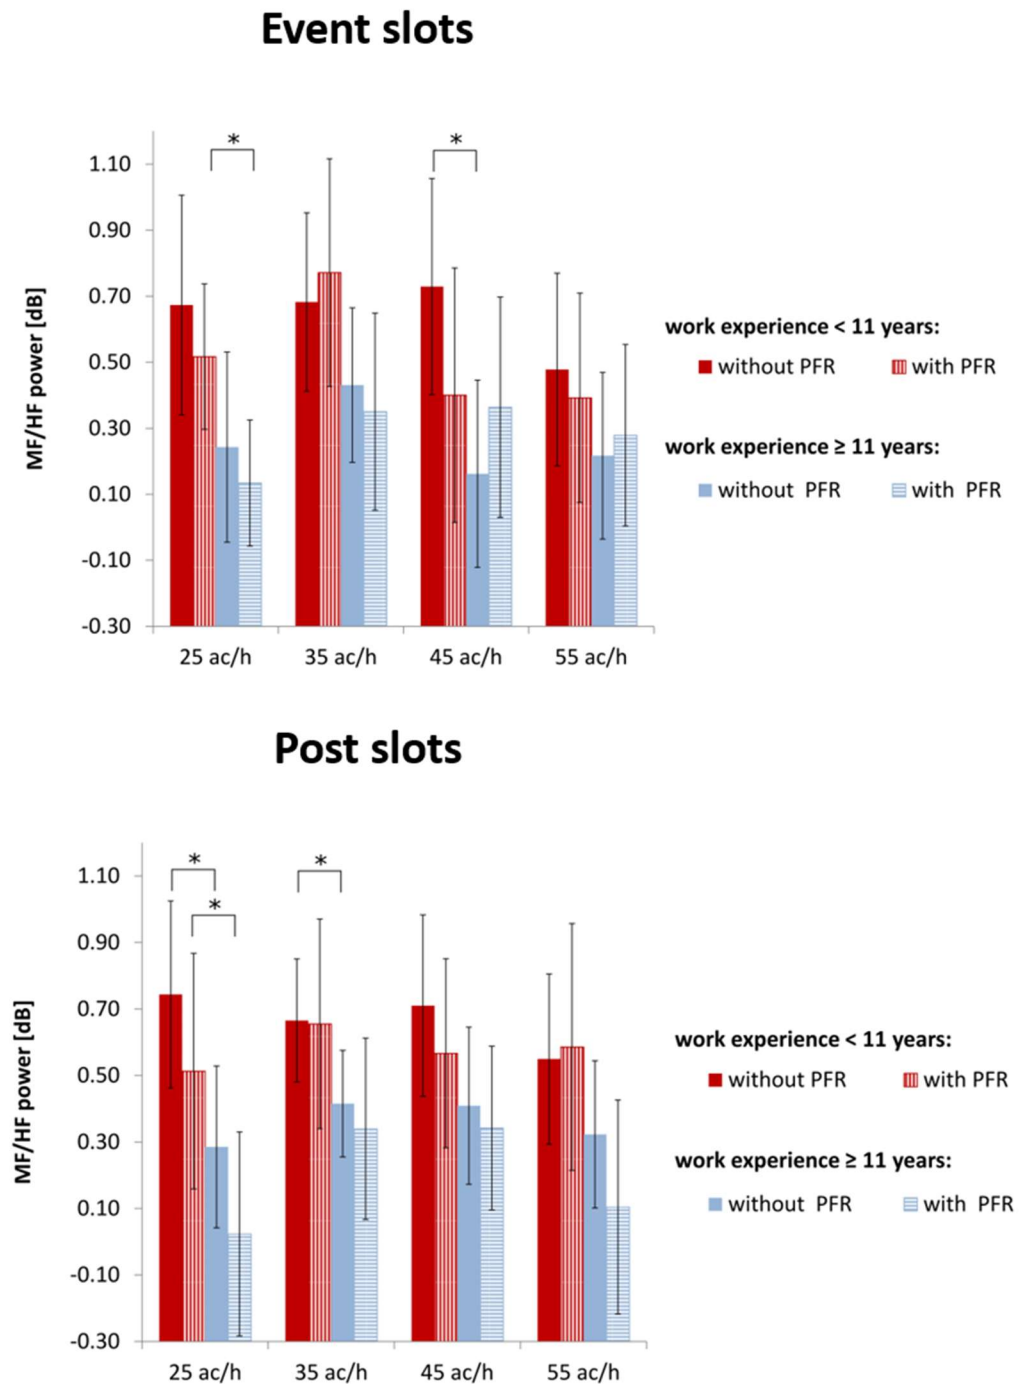 Event slots
*
*
1.10
0.90
0.70
0.50
0.30
0.10
-0.10
-0.30
MF/HF power [dB]
25 ac/h 35 ac/h 45 ac/h 55 ac/h
work experience < 11 years:
without PFR with PFR
work experience ≥ 11 years:
without PFR with PFR
Post slots
*
*
*
1.10
0.90
0.70
0.50
0.30
0.10
-0.10
-0.30
MF/HF power [dB]
25 ac/h 35 ac/h 45 ac/h 55 ac/h
work experience < 11 years:
without PFR with PFR
work experience ≥ 11 years:
without PFR with PFR